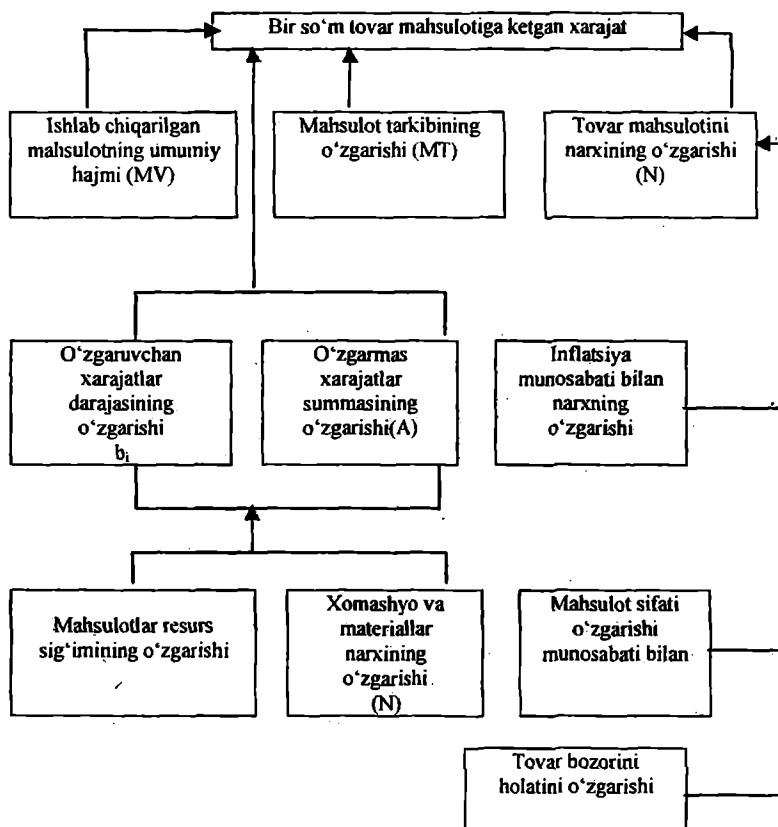 Bir so‘m tovar mahsulotiga ketgan xarajat
Ishlab chiqarilgan
mahsulotning umumiy
hajmi (MV)
Mahsulot tarkibining
o‘zgarishi (MT)
Tovar mahsulotini
narxining o‘zgarishi
(N)
O‘zgaruvchan
xarajatlar
darajasining
o‘zgarishi
bᵢ
O‘zgarmas
xarajatlar
summasining
o‘zgarishi(A)
Inflatsiya
munosabati bilan
narxning
o‘zgarishi
Mahsulotlar resurs
sig‘imining o‘zgarishi
Xomashyo va
materiallar
narxining
o‘zgarishi
(N)
Mahsulot sifati
o‘zgarishi
munosabati bilan
Tovar bozorini
holatini o‘zgarishi